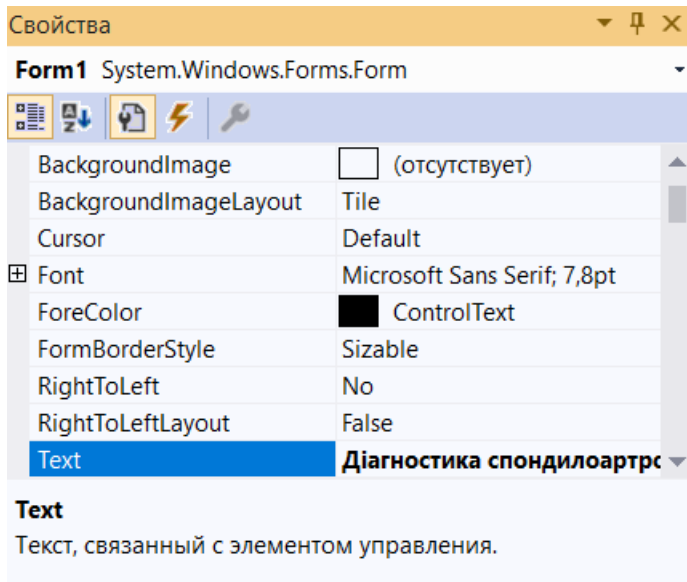 Свойства
Form1 System.Windows.Forms.Form
BackgroundImage (отсутствует)
BackgroundImageLayout Tile
Cursor Default
Font Microsoft Sans Serif; 7,8pt
ForeColor ControlText
FormBorderStyle Sizable
RightToLeft No
RightToLeftLayout False
Text Діагностика спондилоартро
Text
Текст, связанный с элементом управления.